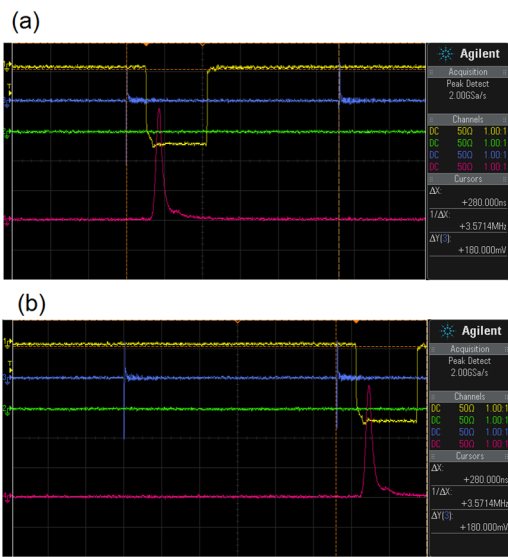 (a)
Agilent
Acquisition
Peak Detect
2.00GSa/s
Channels
DC 50Ω 1.00:1
DC 50Ω 1.00:1
DC 50Ω 1.00:1
DC 50Ω 1.00:1
Cursors
ΔX:
+280.000ns
1/ΔX:
+3.5714MHz
ΔY(3):
+180.000mV
(b)
Agilent
Acquisition
Peak Detect
2.00GSa/s
Channels
DC 50Ω 1.00:1
DC 50Ω 1.00:1
DC 50Ω 1.00:1
DC 50Ω 1.00:1
Cursors
ΔX:
+280.000ns
1/ΔX:
+3.5714MHz
ΔY(3):
+180.000mV